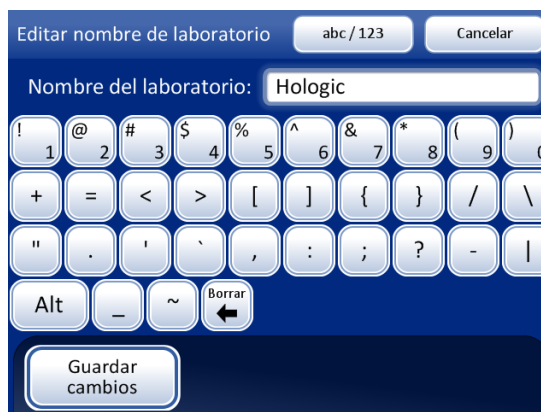 Editar nombre de laboratorio abc / 123 Cancelar
Nombre del laboratorio: Hologic
! 1 @ 2 # 3 $ 4 % 5 ^ 6 & 7 * 8 ( 9 ) 0
+ = < > [ ] { } / \
" . ' ` , : ; ? - |
Alt _ ~ Borrar
Guardar
cambios